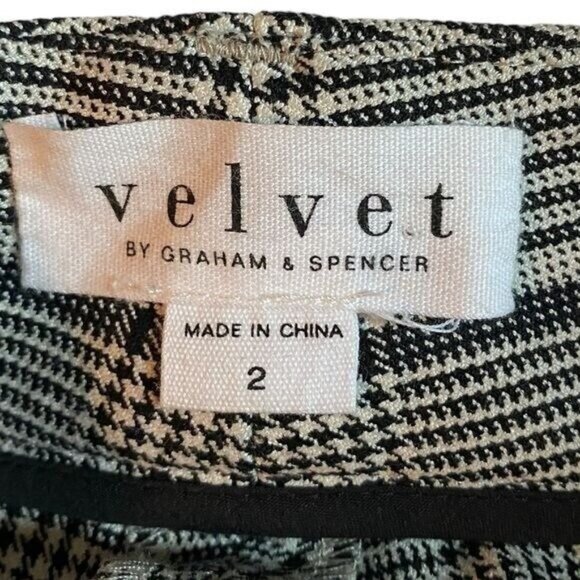 velvet
BY GRAHAM & SPENCER
MADE IN CHINA
2